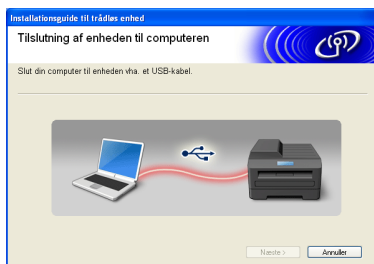 Installationsguide til trådløs enhed
Tilslutning af enheden til computeren
Slut din computer til enheden vha. et USB-kabel.
Næste >
Annuller